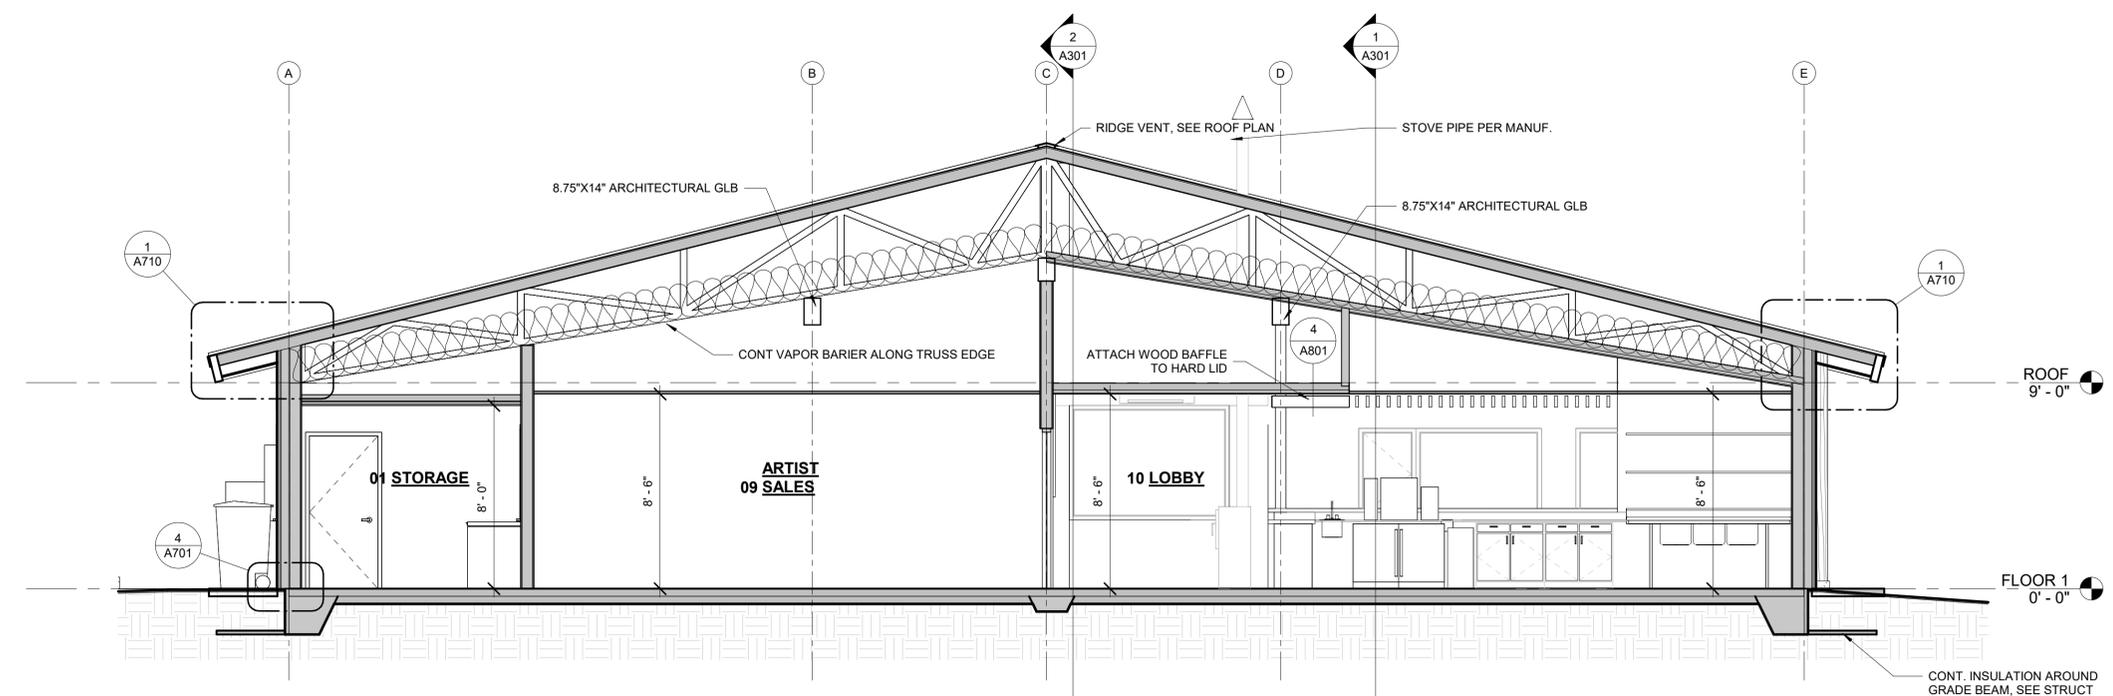 2
A301
1
A301
A
B
C
D
E
RIDGE VENT, SEE ROOF PLAN
STOVE PIPE PER MANUF.
8.75"X14" ARCHITECTURAL GLB
8.75"X14" ARCHITECTURAL GLB
1
A710
1
A710
4
A801
CONT VAPOR BARIER ALONG TRUSS EDGE
ATTACH WOOD BAFFLE
TO HARD LID
ROOF
9' - 0"
01 STORAGE
8' - 0"
ARTIST
09 SALES
8' - 6"
10 LOBBY
8' - 6"
8' - 6"
4
A701
FLOOR 1
0' - 0"
CONT. INSULATION AROUND
GRADE BEAM, SEE STRUCT